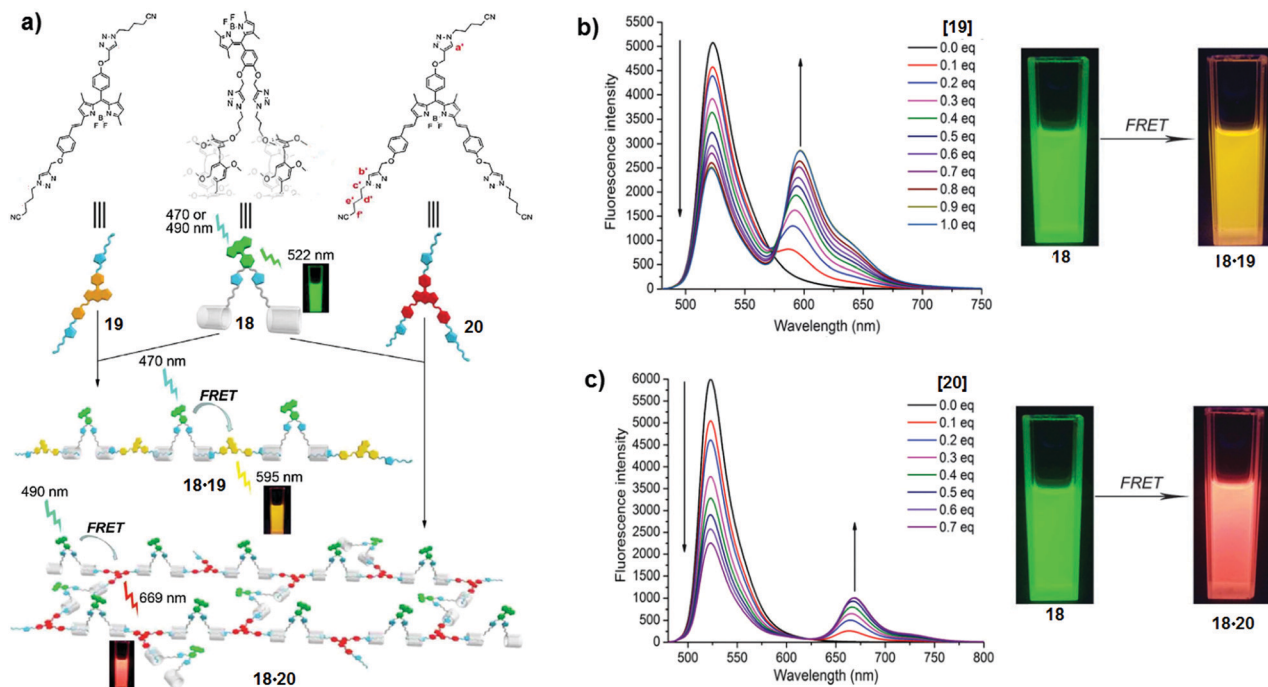 a)
CN
N
N=N
O
F F
B
N N
a'
b'
c'
d'
e'
f'
CN
NC
470 or
490 nm
522 nm
19
18
20
470 nm
FRET
18•19
595 nm
490 nm
FRET
669 nm
18•20
b)
[19]
Fluorescence intensity
5500
5000
4500
4000
3500
3000
2500
2000
1500
1000
500
0
500
550
600
650
700
750
Wavelength (nm)
0.0 eq
0.1 eq
0.2 eq
0.3 eq
0.4 eq
0.5 eq
0.6 eq
0.7 eq
0.8 eq
0.9 eq
1.0 eq
FRET
18
18•19
c)
[20]
Fluorescence intensity
6000
5500
5000
4500
4000
3500
3000
2500
2000
1500
1000
500
0
500
550
600
650
700
750
800
Wavelength (nm)
0.0 eq
0.1 eq
0.2 eq
0.3 eq
0.4 eq
0.5 eq
0.6 eq
0.7 eq
FRET
18
18•20